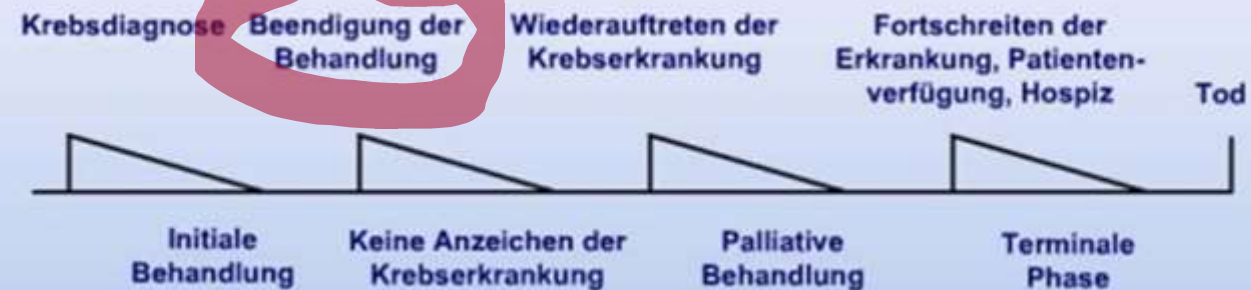 Krebsdiagnose
Beendigung der
Behandlung
Wiederauftreten der
Krebserkrankung
Fortschreiten der
Erkrankung, Patienten-
verfügung, Hospiz
Tod
Initiale
Behandlung
Keine Anzeichen der
Krebserkrankung
Palliative
Behandlung
Terminale
Phase